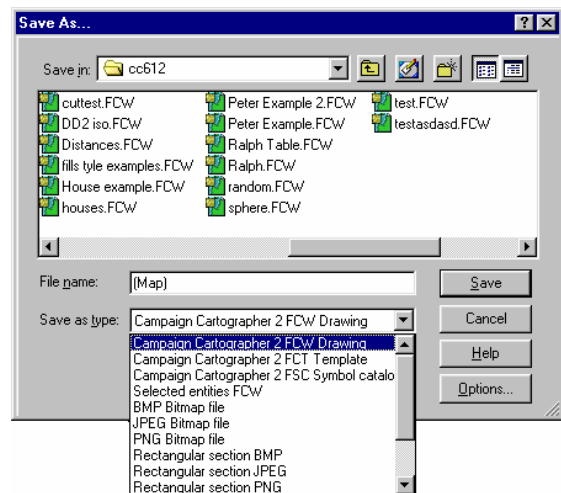 Save As...
Save in: cc612
cuttest.FCW
DD2 iso.FCW
Distances.FCW
fills tyle examples.FCW
House example.FCW
houses.FCW
Peter Example 2.FCW
Peter Example.FCW
Ralph Table.FCW
Ralph.FCW
random.FCW
sphere.FCW
test.FCW
testasdasd.FCW
File name: (Map) Save
Save as type: Campaign Cartographer 2 FCW Drawing Cancel
Campaign Cartographer 2 FCW Drawing
Campaign Cartographer 2 FCT Template
Campaign Cartographer 2 FSC Symbol catalo
Selected entities FCW
BMP Bitmap file
JPEG Bitmap file
PNG Bitmap file
Rectangular section BMP
Rectangular section JPEG
Rectangular section PNG
Help
Options...